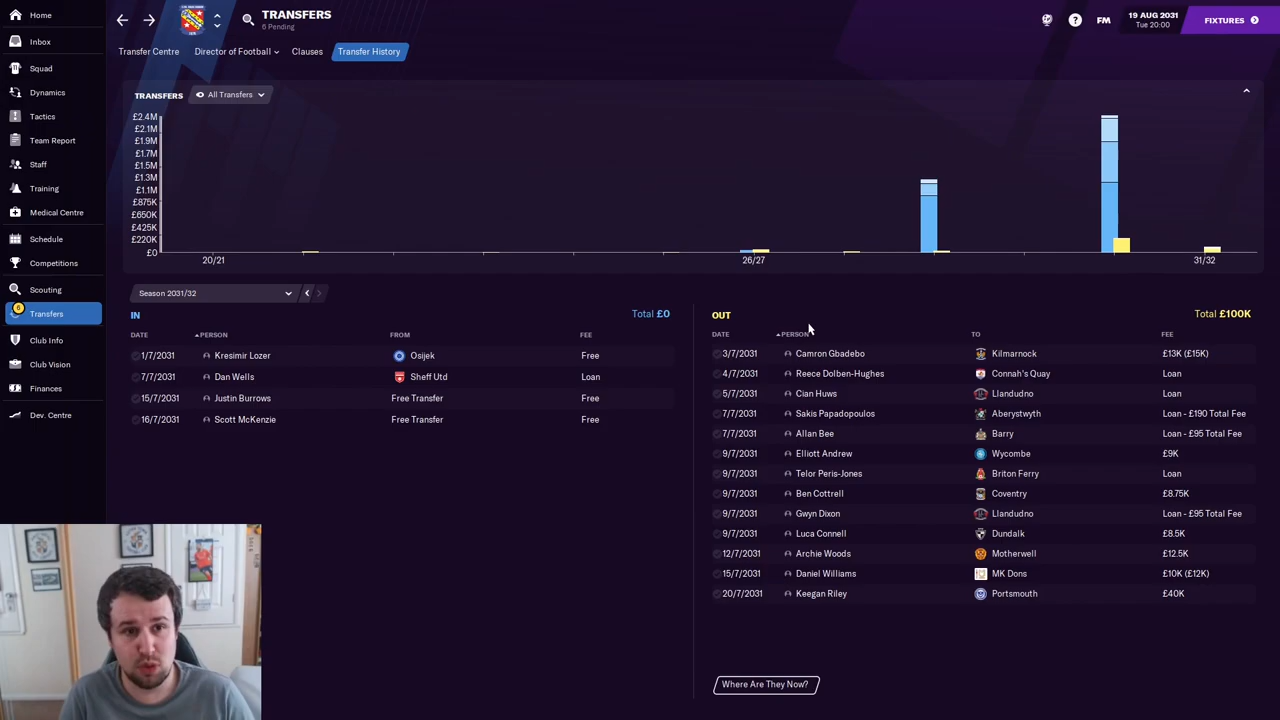 Home
TRANSFERS
6 Pending
FM
19 AUG 2031
Tue 20:00
FIXTURES
Inbox
Transfer Centre
Director of Football
Clauses
Transfer History
Squad
Dynamics
Tactics
Team Report
Staff
Training
Medical Centre
Schedule
Competitions
Scouting
6
Transfers
Club Info
Club Vision
Finances
Dev. Centre
TRANSFERS
All Transfers
£2.4M
£2.1M
£1.9M
£1.7M
£1.5M
£1.3M
£1.1M
£875K
£650K
£425K
£220K
£0
20/21
26/27
31/32
Season 2031/32
IN
Total £0
DATE PERSON FROM FEE
1/7/2031 Kresimir Lozer Osijek Free
7/7/2031 Dan Wells Sheff Utd Loan
15/7/2031 Justin Burrows Free Transfer Free
16/7/2031 Scott McKenzie Free Transfer Free
OUT
Total £100K
DATE PERSON TO FEE
3/7/2031 Camron Gbadebo Kilmarnock £13K (£15K)
4/7/2031 Reece Dolben-Hughes Connah's Quay Loan
5/7/2031 Cian Huws Llandudno Loan
7/7/2031 Sakis Papadopoulos Aberystwyth Loan - £190 Total Fee
7/7/2031 Allan Bee Barry Loan - £95 Total Fee
9/7/2031 Elliott Andrew Wycombe £9K
9/7/2031 Telor Peris-Jones Briton Ferry Loan
9/7/2031 Ben Cottrell Coventry £8.75K
9/7/2031 Gwyn Dixon Llandudno Loan - £95 Total Fee
9/7/2031 Luca Connell Dundalk £8.5K
12/7/2031 Archie Woods Motherwell £12.5K
15/7/2031 Daniel Williams MK Dons £10K (£12K)
20/7/2031 Keegan Riley Portsmouth £40K
Where Are They Now?